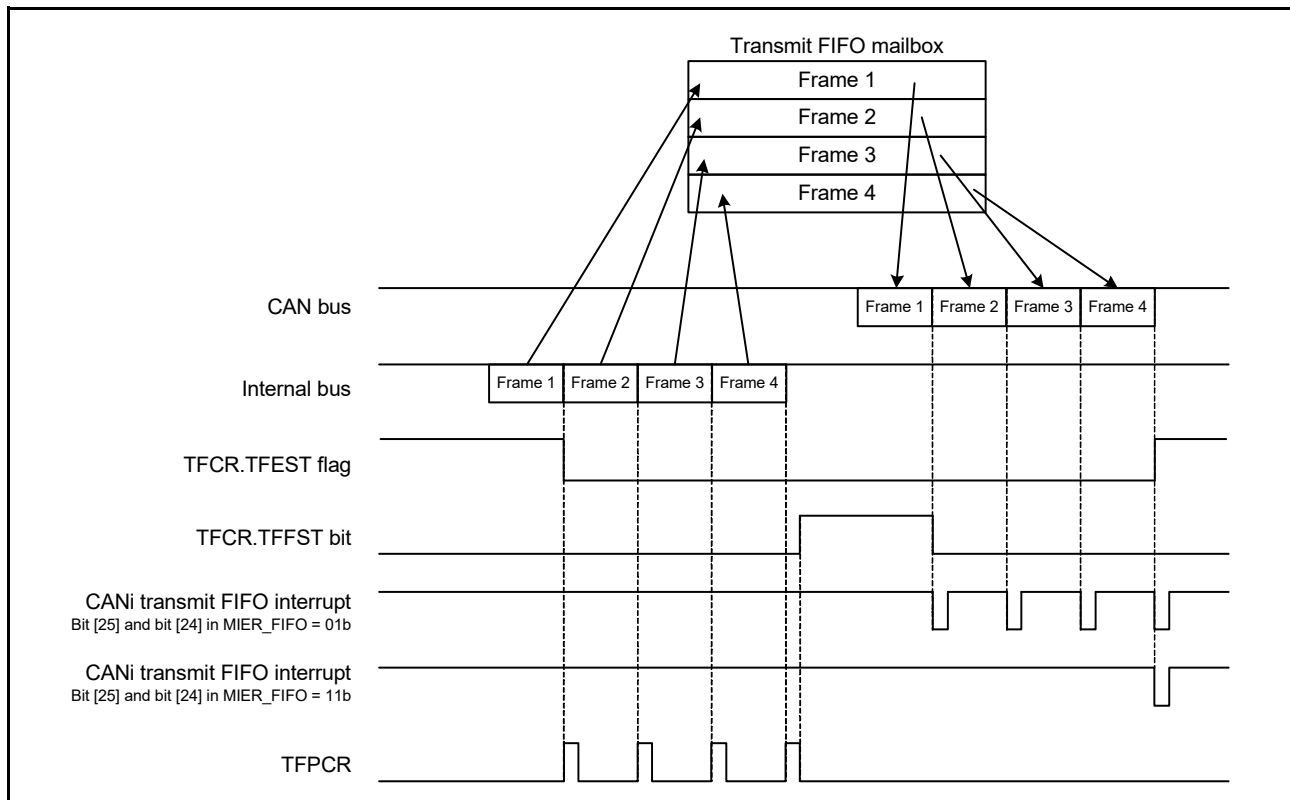 Transmit FIFO mailbox
Frame 1
Frame 2
Frame 3
Frame 4
CAN bus
Frame 1 Frame 2 Frame 3 Frame 4
Internal bus
Frame 1 Frame 2 Frame 3 Frame 4
TFCR.TFEST flag
TFCR.TFFST bit
CANi transmit FIFO interrupt
Bit [25] and bit [24] in MIER_FIFO = 01b
CANi transmit FIFO interrupt
Bit [25] and bit [24] in MIER_FIFO = 11b
TFPCR